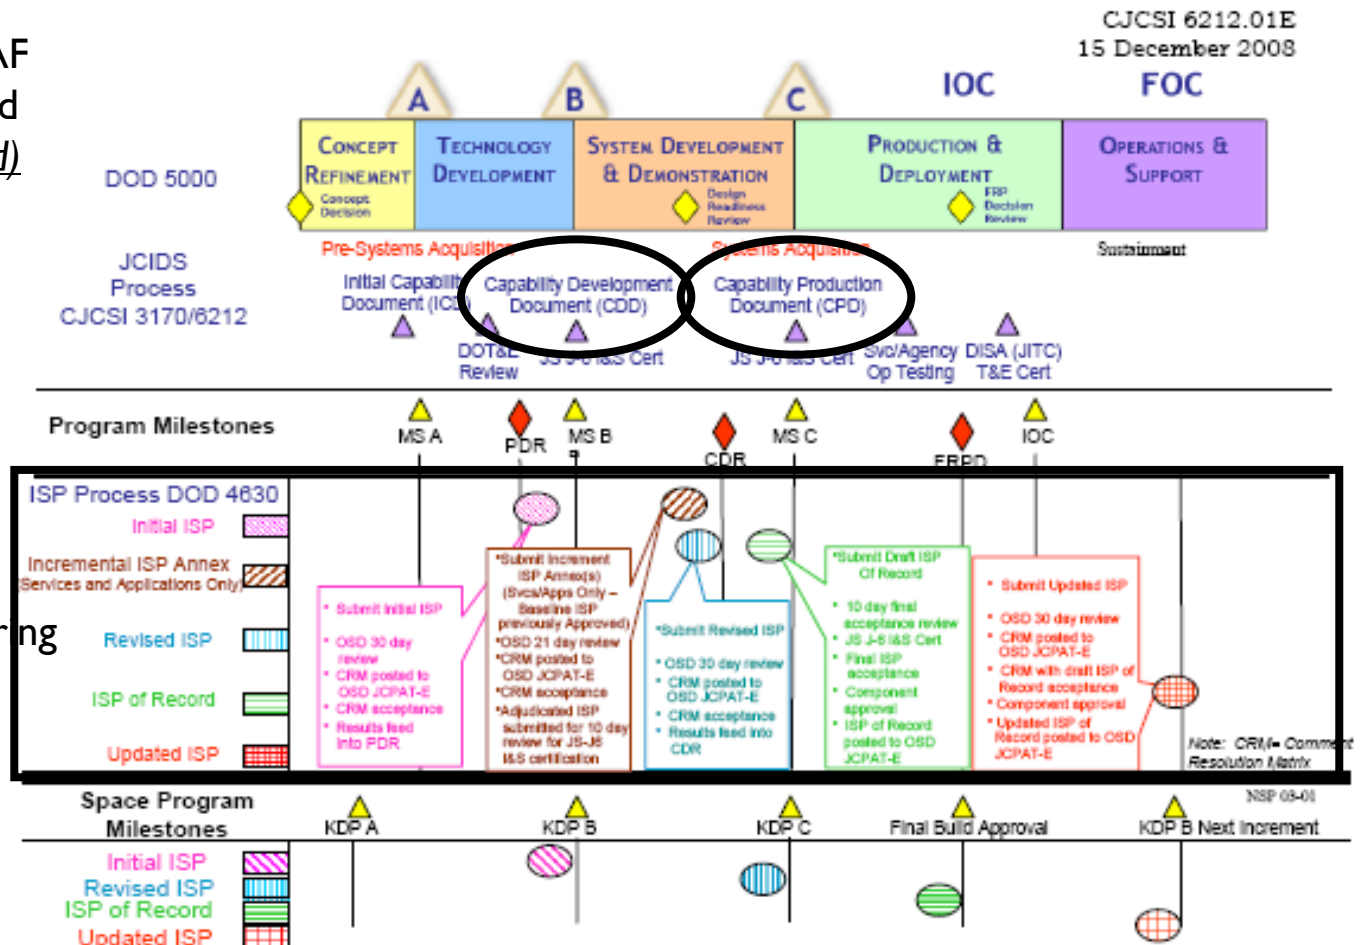 CJCSI 6212.01E
15 December 2008
AF
d
d)
A
B
C
IOC
FOC
DOD 5000
CONCEPT
REFINEMENT
Concept
Decision
TECHNOLOGY
DEVELOPMENT
SYSTEM DEVELOPMENT
& DEMONSTRATION
Design
Readiness
Review
PRODUCTION &
DEPLOYMENT
FRP
Decision
Review
OPERATIONS &
SUPPORT
Pre-Systems Acquisition
Systems Acquisition
Sustainment
JCIDS
Process
CJCSI 3170/6212
Initial Capability
Document (ICD)
Capability Development
Document (CDD)
Capability Production
Document (CPD)
DOT&E
Review
JS J-6 I&S Cert
JS J-6 I&S Cert
Svc/Agency
Op Testing
DISA (JITC)
T&E Cert
Program Milestones
MS A
PDR
MS B
CDR
MS C
FRPD
IOC
ISP Process DOD 4630
Initial ISP
Incremental ISP Annex
(Services and Applications Only)
ring
Revised ISP
ISP of Record
Updated ISP
* Submit Initial ISP
* OSD 30 day
review
* CRM posted to
OSD JCPAT-E
* CRM acceptance
* Results feed
into PDR
*Submit Increment
ISP Annex(s)
(Svcs/Apps Only –
Baseline ISP
previously Approved)
*OSD 21 day review
*CRM posted to
OSD JCPAT-E
*CRM acceptance
*Adjudicated ISP
submitted for 10 day
review for JS-J6
I&S certification
*Submit Revised ISP
* OSD 30 day review
* CRM posted to
OSD JCPAT-E
* CRM acceptance
* Results feed into
CDR
*Submit Draft ISP
Of Record
* 10 day final
acceptance review
* JS J-6 I&S Cert
* Final ISP
acceptance
* Component
approval
* ISP of Record
posted to OSD
JCPAT-E
* Submit Updated ISP
* OSD 30 day review
* CRM posted to
OSD JCPAT-E
* CRM with draft ISP of
Record acceptance
* Component approval
* Updated ISP of
Record posted to OSD
JCPAT-E
Note: CRM= Comment
Resolution Matrix
NSP 03-01
Space Program
Milestones
KDP A
KDP B
KDP C
Final Build Approval
KDP B Next Increment
Initial ISP
Revised ISP
ISP of Record
Updated ISP